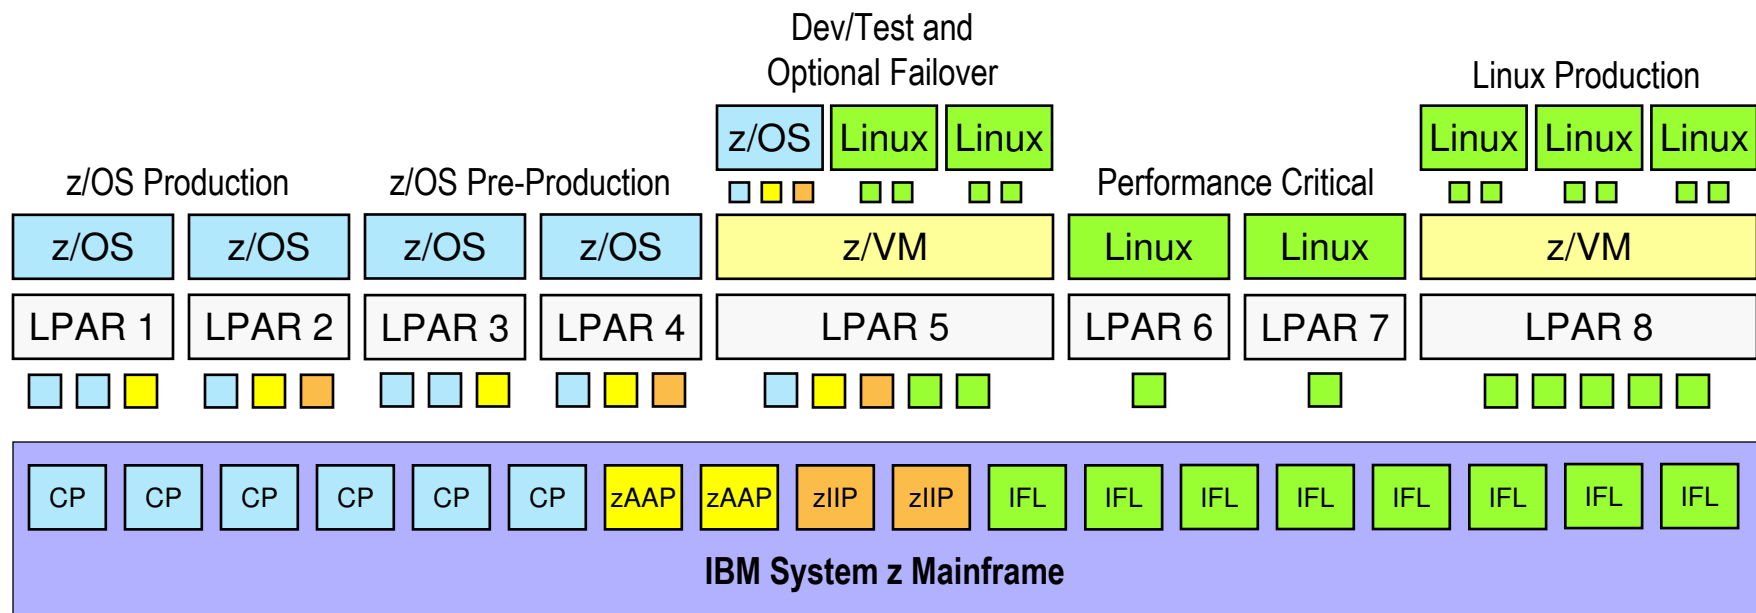 Dev/Test and
Optional Failover
Linux Production
z/OS Linux Linux
Linux Linux Linux
z/OS Production
z/OS Pre-Production
Performance Critical
z/OS z/OS z/OS z/OS z/VM Linux Linux z/VM
LPAR 1 LPAR 2 LPAR 3 LPAR 4 LPAR 5 LPAR 6 LPAR 7 LPAR 8
CP CP CP CP CP CP zAAP zAAP zIIP zIIP IFL IFL IFL IFL IFL IFL IFL IFL
IBM System z Mainframe